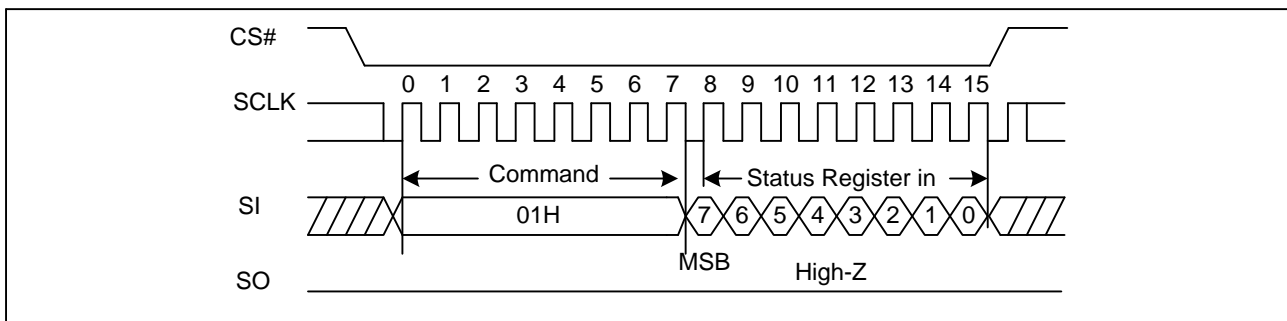 CS#
0 1 2 3 4 5 6 7 8 9 10 11 12 13 14 15
SCLK
Command Status Register in
SI 01H 7 6 5 4 3 2 1 0
MSB High-Z
SO